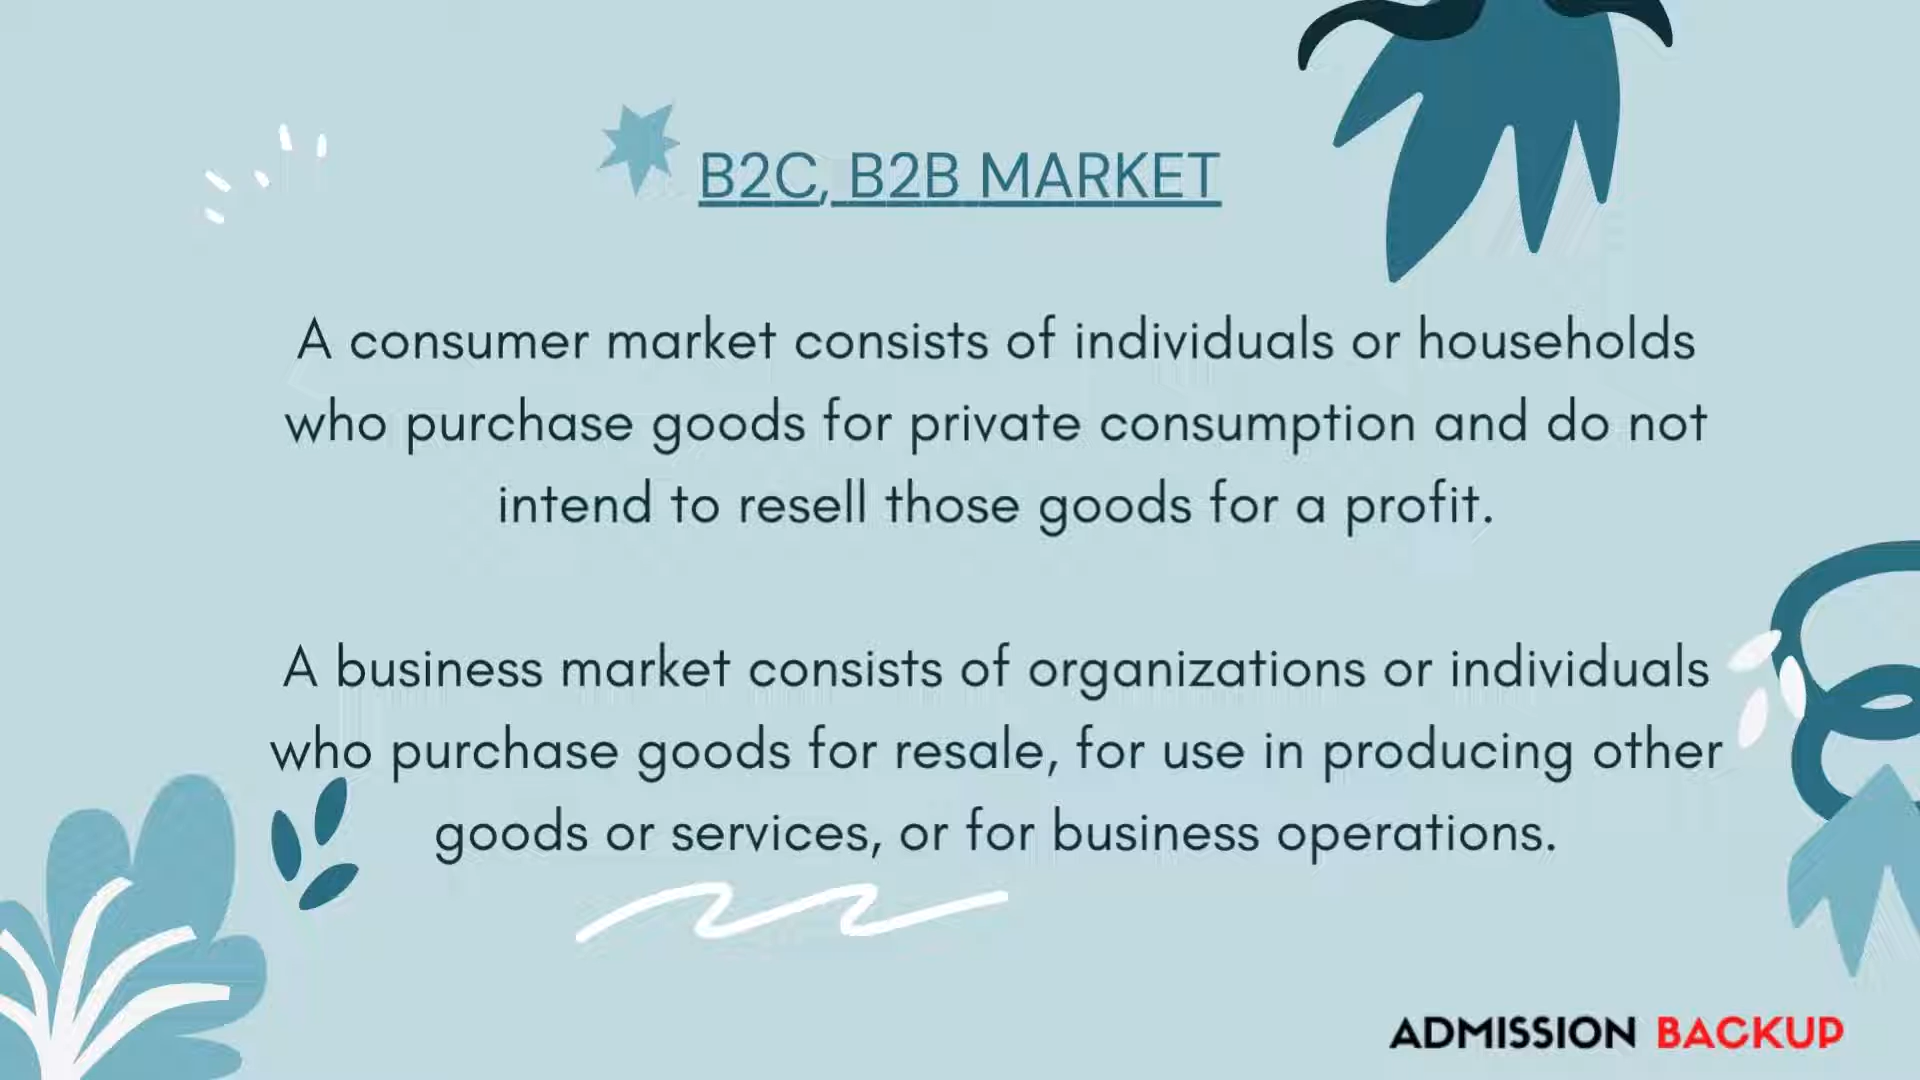 B2C, B2B MARKET
A consumer market consists of individuals or households
who purchase goods for private consumption and do not
intend to resell those goods for a profit.
A business market consists of organizations or individuals
who purchase goods for resale, for use in producing other
goods or services, or for business operations.
ADMISSION BACKUP